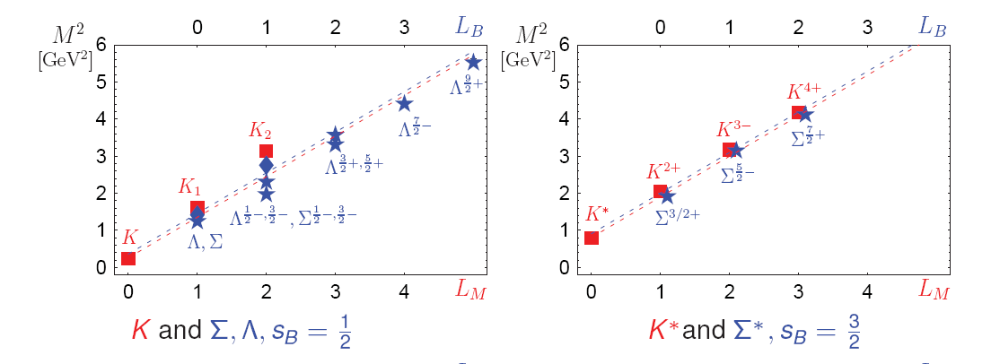 M² 0 1 2 3 L_B
[GeV²]
6
5
4
3
2
1
0
K₂
K₁
K
Λ^{9/2+}
Λ^{7/2−}
Λ^{3/2+,5/2+}
Λ^{1/2−,3/2−}, Σ^{1/2−,3/2−}
Λ, Σ
0 1 2 3 4 L_M
K and Σ, Λ, s_B = 1/2
M² 0 1 2 3 L_B
[GeV²]
6
5
4
3
2
1
0
K^{4+}
K^{3−}
Σ^{7/2+}
K^{2+}
Σ^{5/2−}
K*
Σ^{3/2+}
0 1 2 3 4 L_M
K* and Σ*, s_B = 3/2